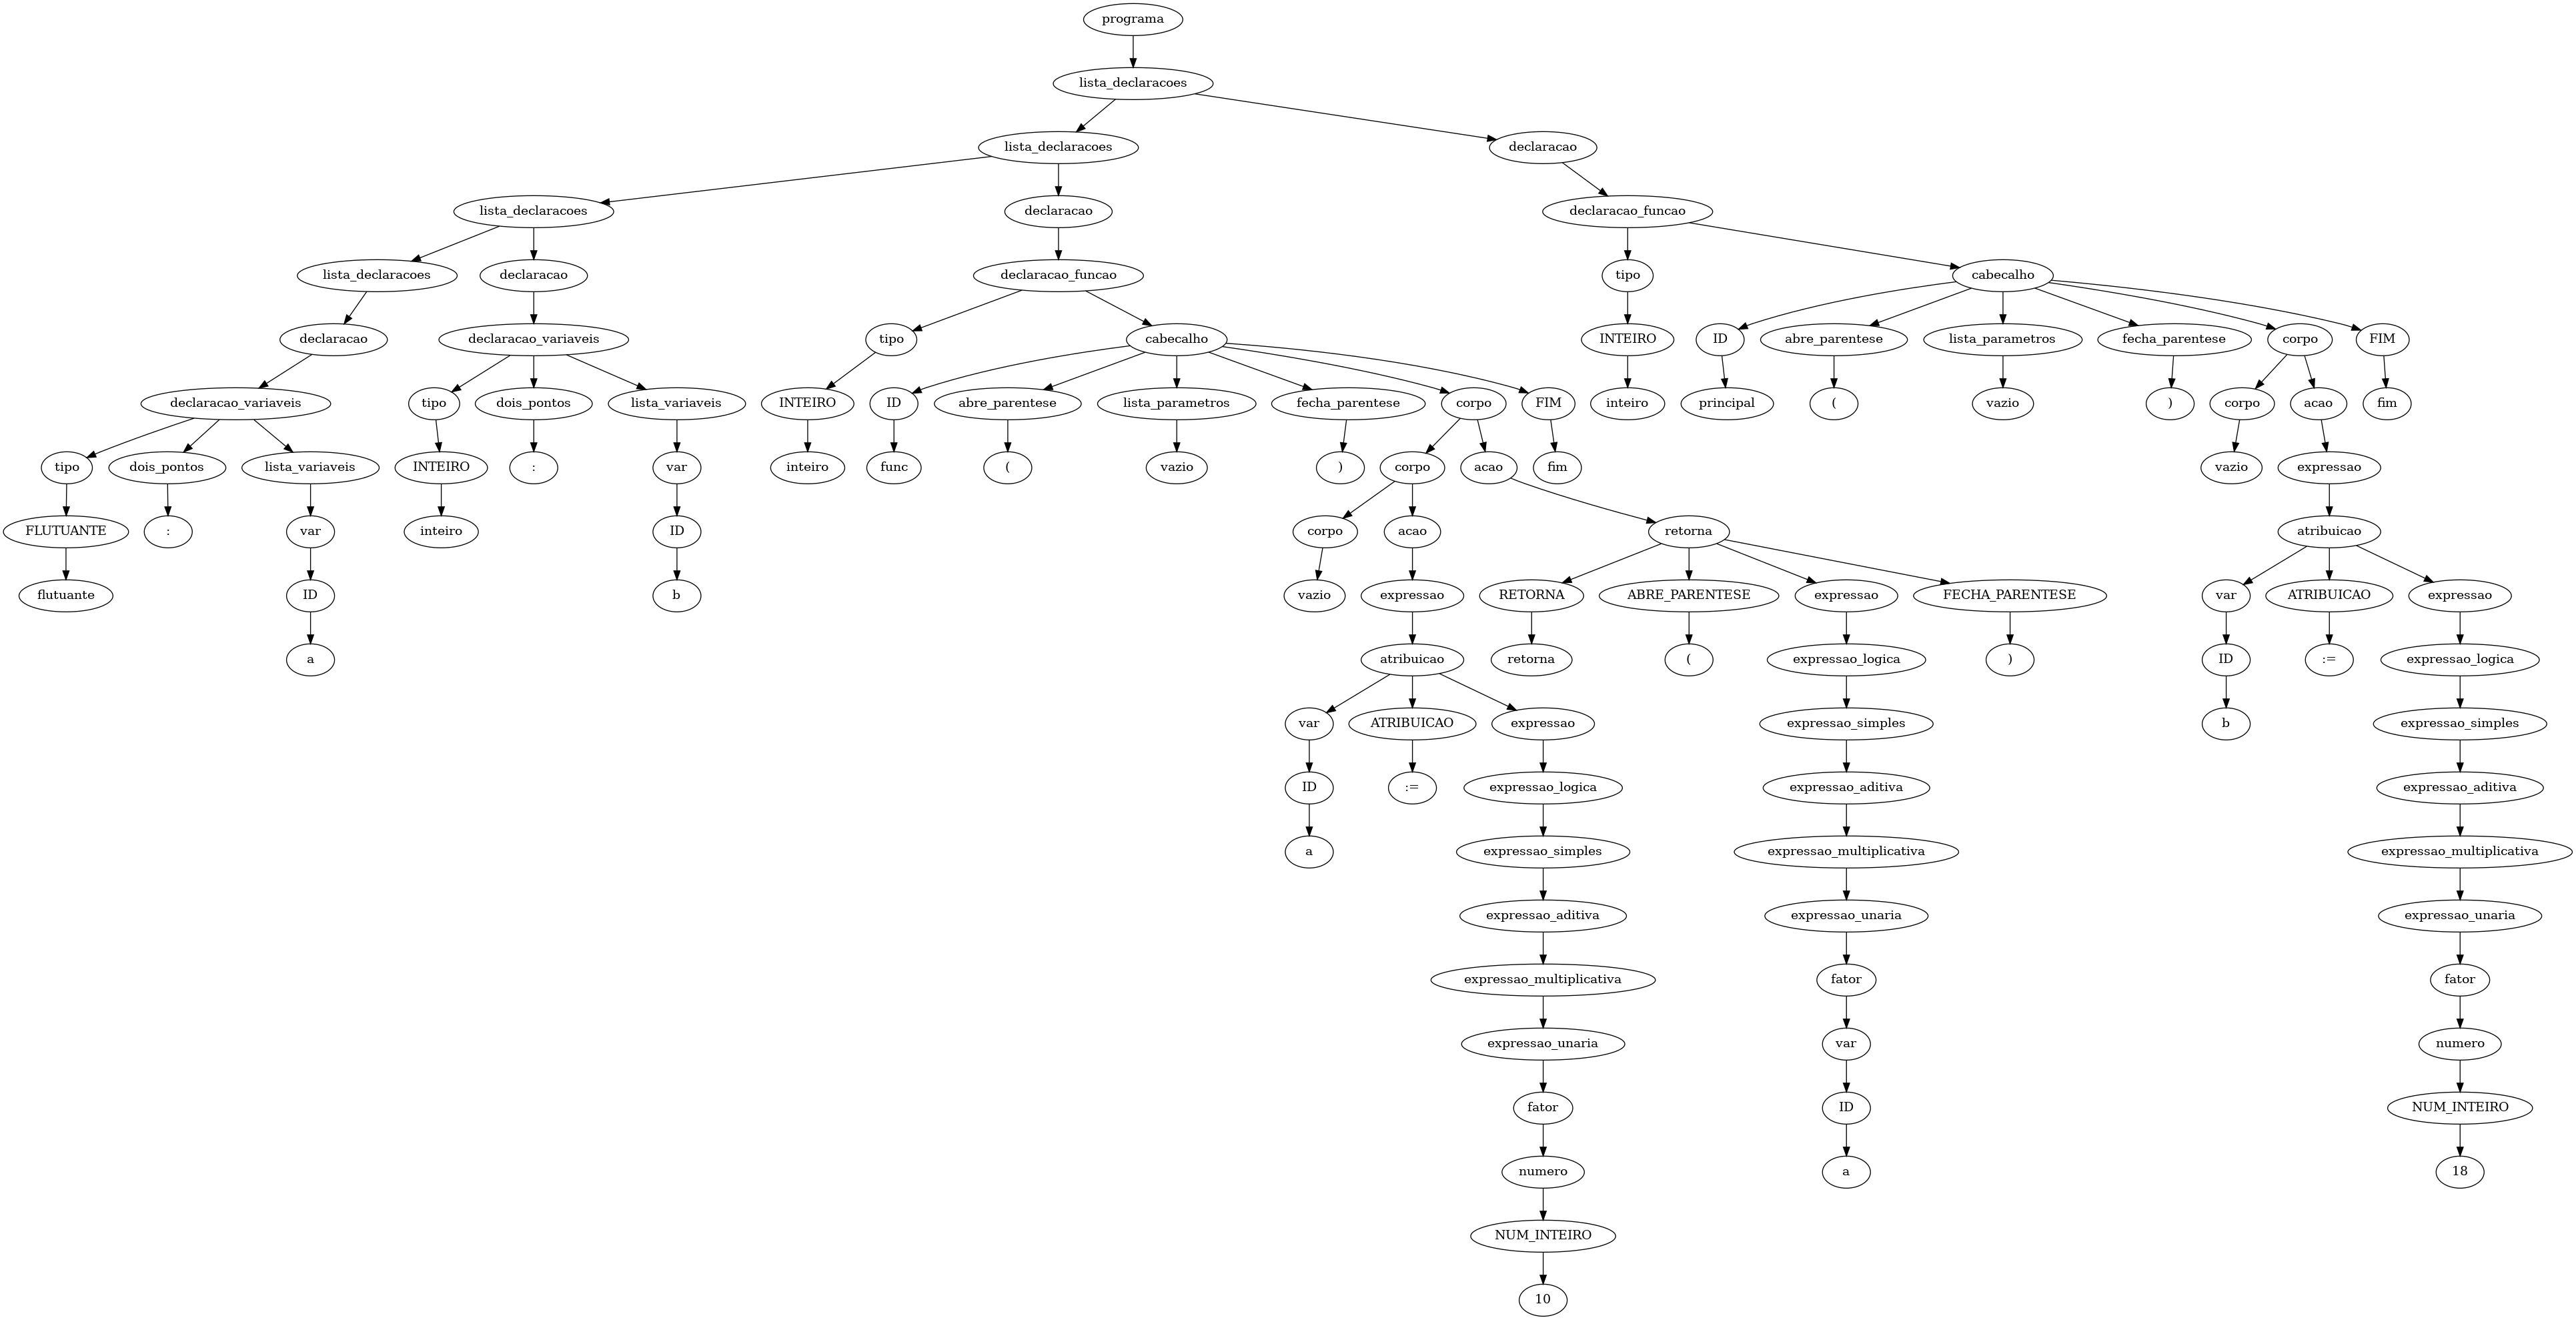 programa
lista_declaracoes
lista_declaracoes declaracao
lista_declaracoes declaracao declaracao_funcao
lista_declaracoes declaracao declaracao_funcao tipo cabecalho
declaracao declaracao_variaveis tipo cabecalho INTEIRO ID abre_parentese lista_parametros fecha_parentese corpo FIM
declaracao_variaveis tipo dois_pontos lista_variaveis INTEIRO ID abre_parentese lista_parametros fecha_parentese corpo FIM inteiro principal ( vazio ) corpo acao fim
tipo dois_pontos lista_variaveis INTEIRO : var inteiro func ( vazio ) corpo acao fim vazio expressao
FLUTUANTE : var inteiro ID corpo acao retorna atribuicao
flutuante ID b vazio expressao RETORNA ABRE_PARENTESE expressao FECHA_PARENTESE var ATRIBUICAO expressao
a atribuicao retorna ( expressao_logica ) ID := expressao_logica
var ATRIBUICAO expressao expressao_simples b expressao_simples
ID := expressao_logica expressao_aditiva expressao_aditiva
a expressao_simples expressao_multiplicativa expressao_multiplicativa
expressao_aditiva expressao_unaria expressao_unaria
expressao_multiplicativa fator fator
expressao_unaria var numero
fator ID NUM_INTEIRO
numero a 18
NUM_INTEIRO
10